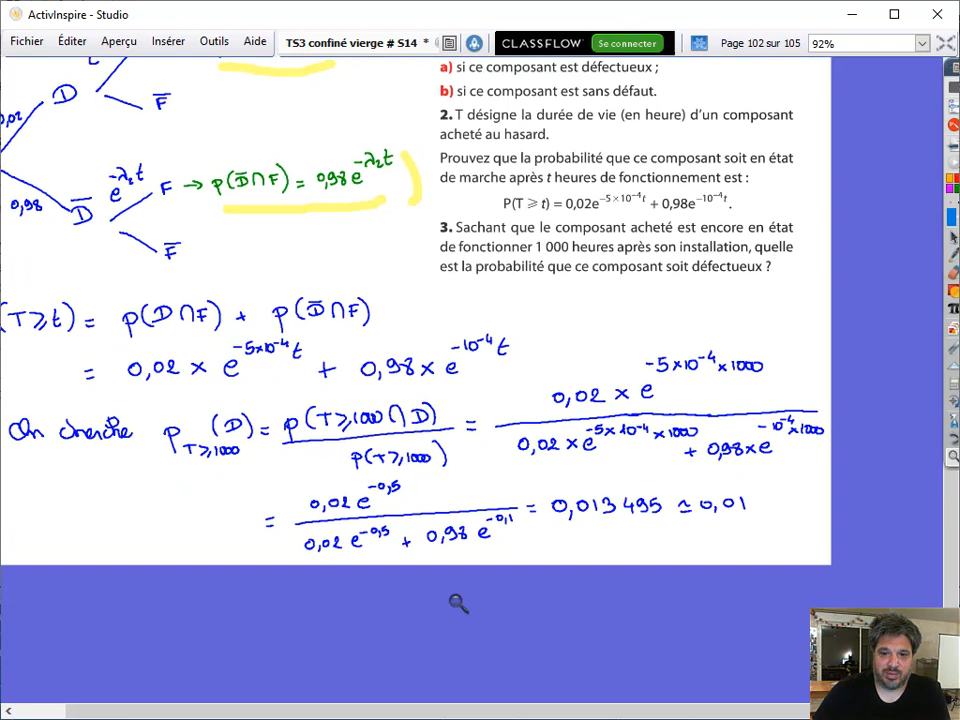 ActivInspire - Studio
Fichier Éditer Aperçu Insérer Outils Aide TS3 confiné vierge # S14 * CLASSFLOW Se connecter Page 102 sur 105 92%
a) si ce composant est défectueux ;
b) si ce composant est sans défaut.
2. T désigne la durée de vie (en heure) d'un composant
acheté au hasard.
Prouvez que la probabilité que ce composant soit en état
de marche après t heures de fonctionnement est :
P(T ⩾ t) = 0,02e^{-5×10^{-4}t} + 0,98e^{-10^{-4}t}.
3. Sachant que le composant acheté est encore en état
de fonctionner 1 000 heures après son installation, quelle
est la probabilité que ce composant soit défectueux ?
D
F̅
0,02
0,98
D̅
e^{-λ₂t}
F → p(D̅∩F) = 0,98e^{-λ₂t}
F̅
(T⩾t) = p(D∩F) + p(D̅∩F)
= 0,02 × e^{-5×10^{-4}t} + 0,98 × e^{-10^{-4}t}
On cherche p_{T⩾1000}(D) = p(T⩾1000 ∩ D) / p(T⩾1000) = 0,02 × e^{-5×10^{-4}×1000} / 0,02 × e^{-5×10^{-4}×1000} + 0,98 × e^{-10^{-4}×1000}
= 0,02 e^{-0,5} / 0,02 e^{-0,5} + 0,98 e^{-0,1} = 0,013495 ≃ 0,01